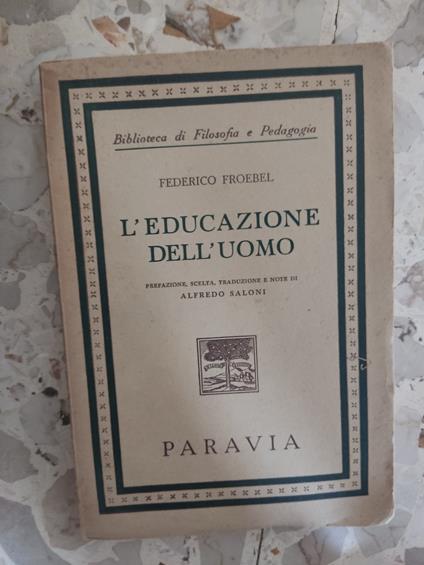 Biblioteca di Filosofia e Pedagogia
FEDERICO FROEBEL
L'EDUCAZIONE
DELL'UOMO
PREFAZIONE, SCELTA, TRADUZIONE E NOTE DI
ALFREDO SALONI
PARAVIA